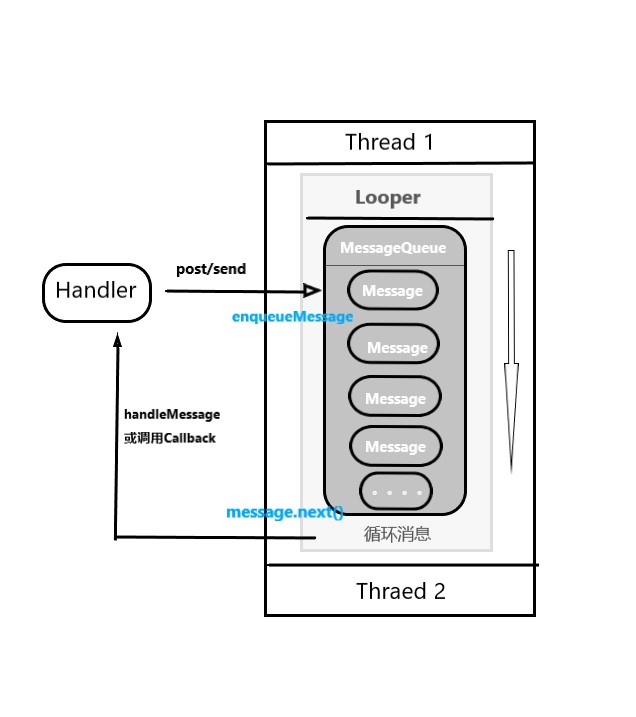 Thread 1
Looper
MessageQueue
Message
Handler
post/send
enqueueMessage
Message
Message
handleMessage
或调用Callback
Message
. . . .
message.next()
循环消息
Thraed 2